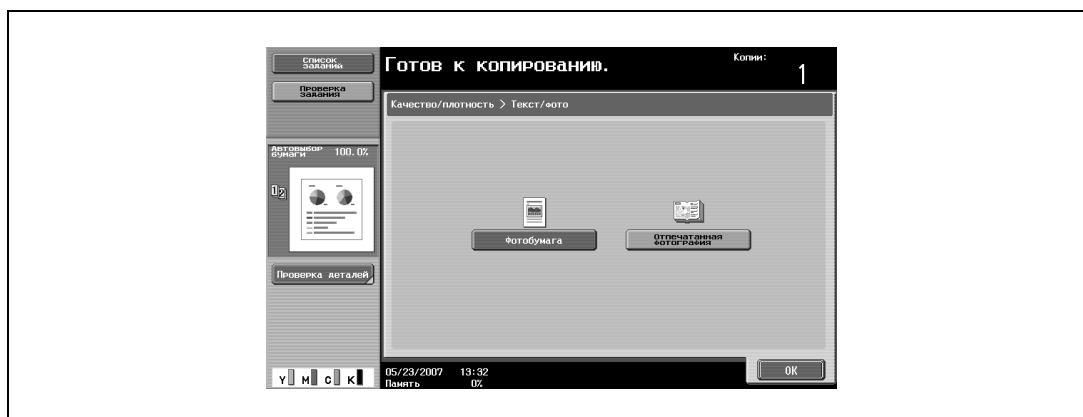 Список
заданий
Готов к копированию.
Копии:
1
Проверка
задания
Качество/плотность > Текст/фото
Автовыбор
бумаги 100.0%
12
Фотобумага
Отпечатанная
фотография
Проверка деталей
Y M C K
05/23/2007 13:32
Память 0%
OK